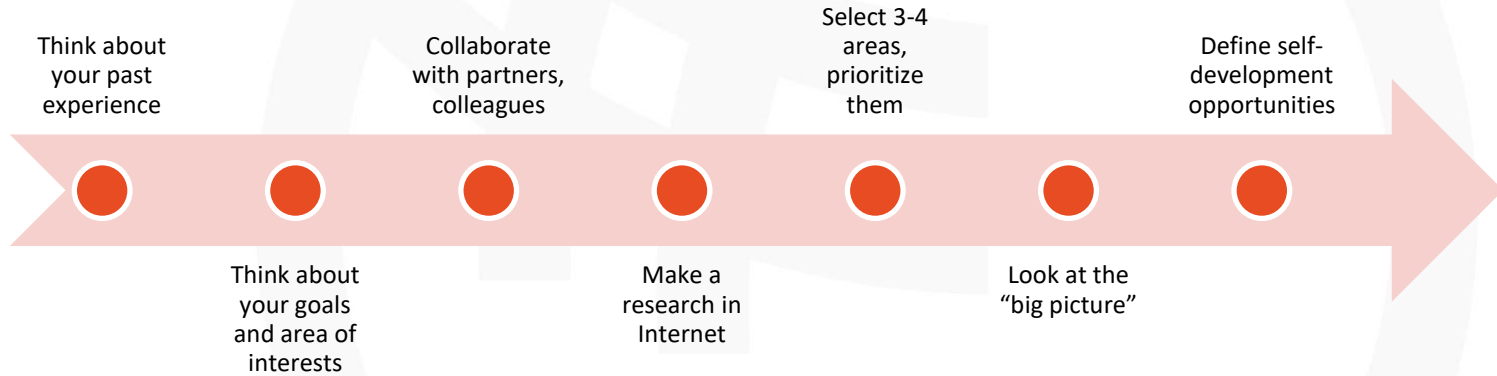 Think about
your past
experience
Think about
your goals
and area of
interests
Collaborate
with partners,
colleagues
Make a
research in
Internet
Select 3-4
areas,
prioritize
them
Look at the
“big picture”
Define self-
development
opportunities